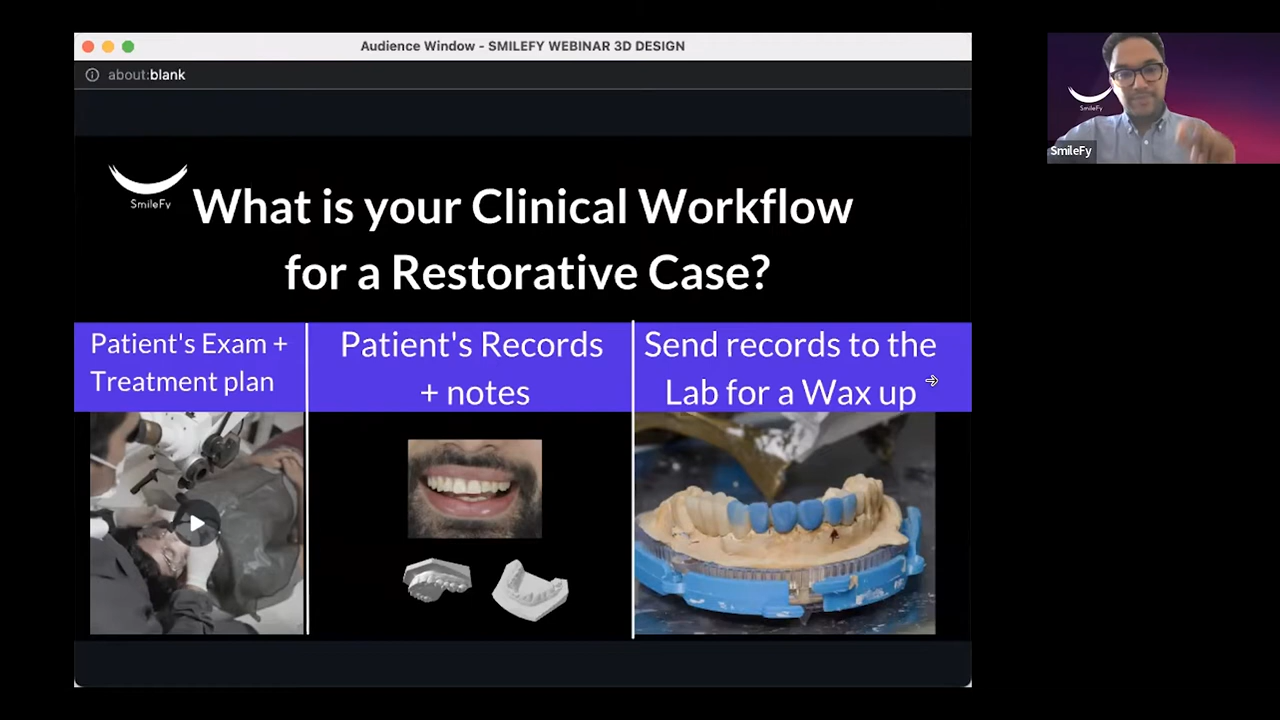 Audience Window - SMILEFY WEBINAR 3D DESIGN
about:blank
SmileFy
What is your Clinical Workflow
for a Restorative Case?
Patient's Exam +
Treatment plan
Patient's Records
+ notes
Send records to the
Lab for a Wax up
SmileFy
SmileFy